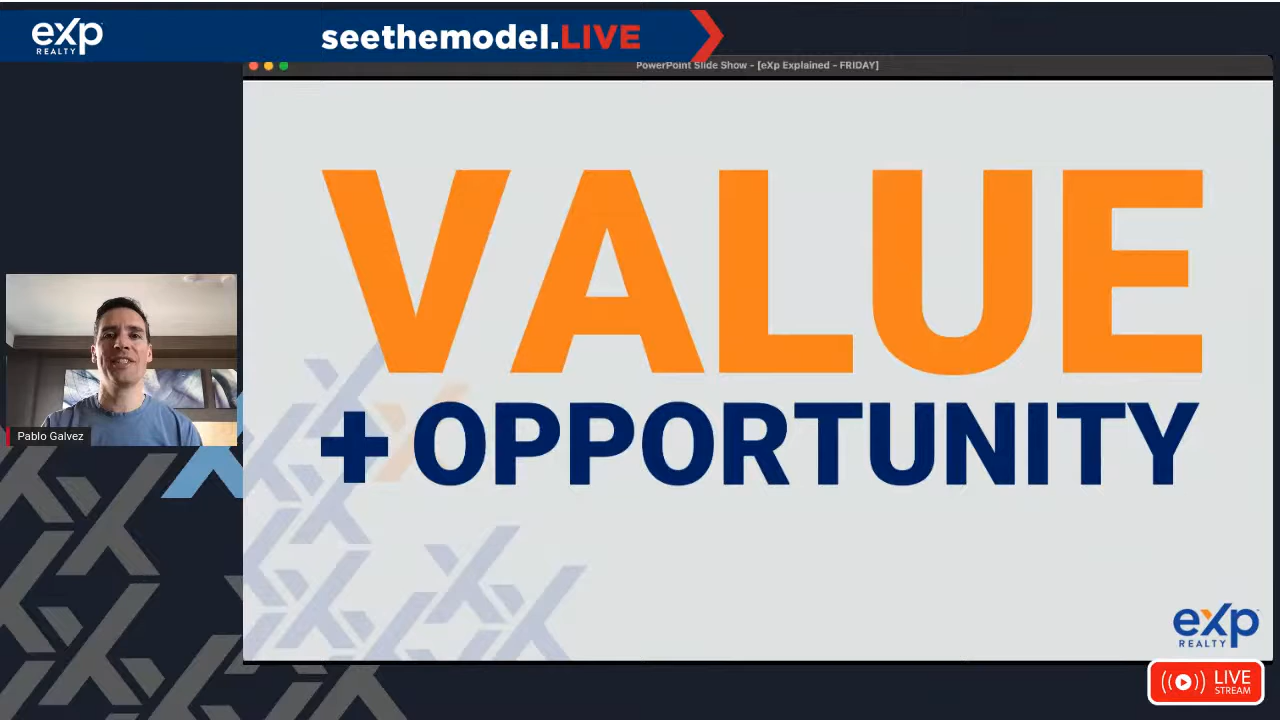 eXp
REALTY
seethemodel.LIVE
PowerPoint Slide Show - [eXp Explained - FRIDAY]
VALUE
+ OPPORTUNITY
Pablo Galvez
eXp
REALTY
LIVE
STREAM